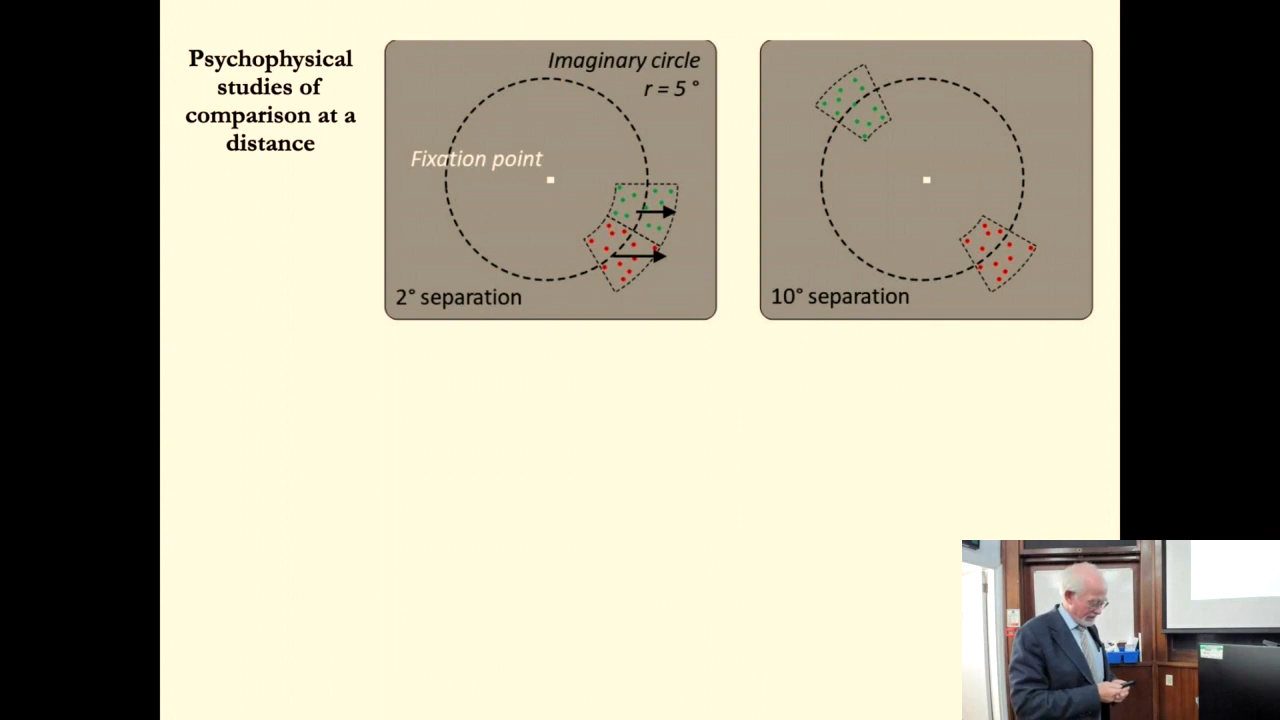 Psychophysical
studies of
comparison at a
distance
Imaginary circle
r = 5 °
Fixation point
2° separation
10° separation